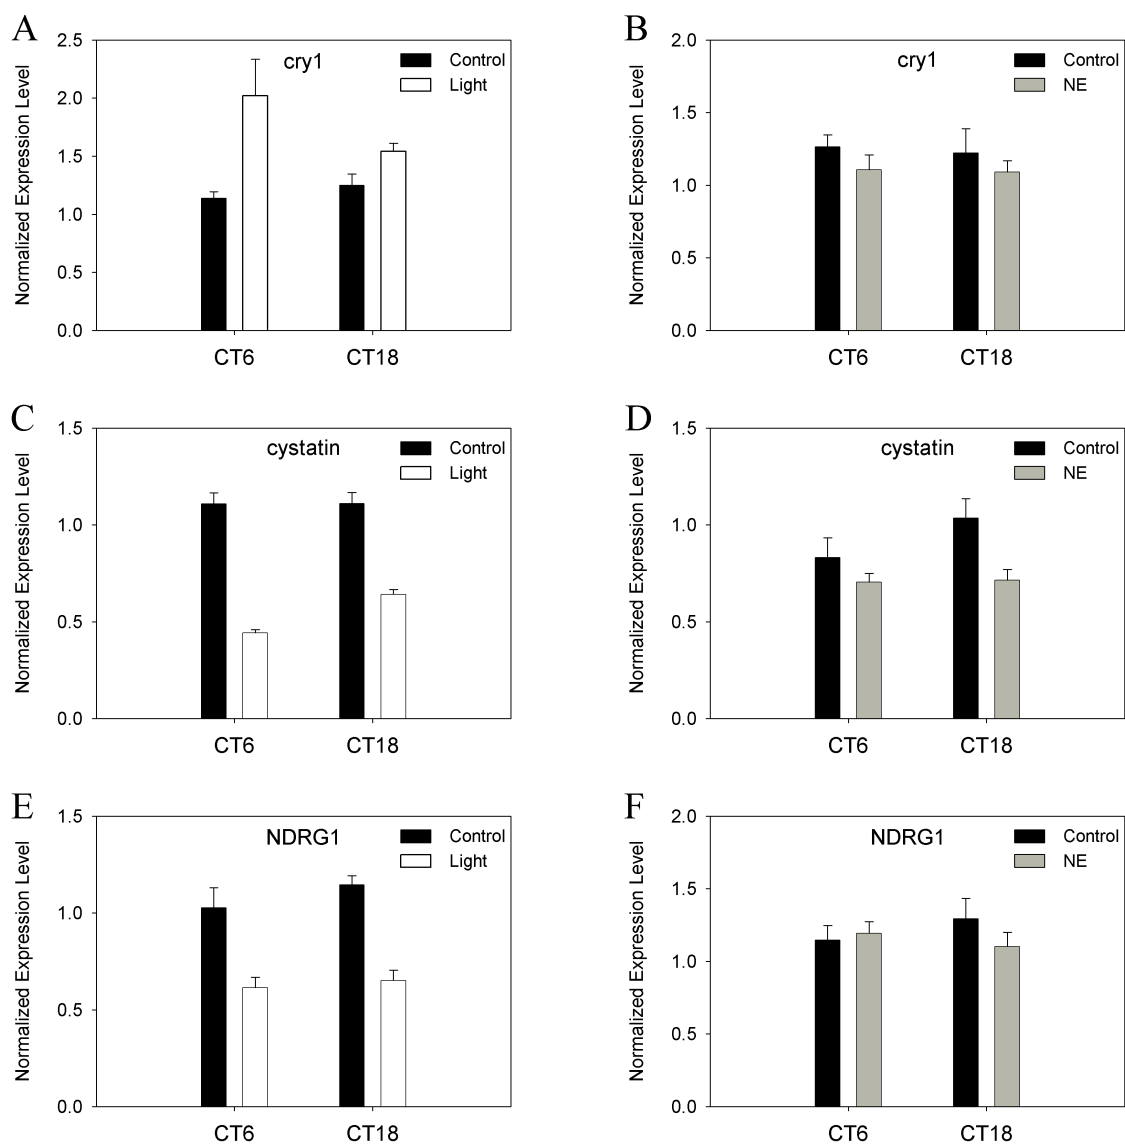 A
Normalized Expression Level
2.5
2.0
1.5
1.0
0.5
0.0
cry1
Control
Light
CT6
CT18
B
Normalized Expression Level
2.0
1.5
1.0
0.5
0.0
cry1
Control
NE
CT6
CT18
C
Normalized Expression Level
1.5
1.0
0.5
0.0
cystatin
Control
Light
CT6
CT18
D
Normalized Expression Level
1.5
1.0
0.5
0.0
cystatin
Control
NE
CT6
CT18
E
Normalized Expression Level
1.5
1.0
0.5
0.0
NDRG1
Control
Light
CT6
CT18
F
Normalized Expression Level
2.0
1.5
1.0
0.5
0.0
NDRG1
Control
NE
CT6
CT18